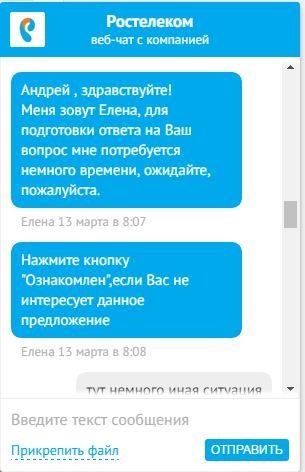 Ростелеком
веб-чат с компанией
Андрей , здравствуйте!
Меня зовут Елена, для
подготовки ответа на Ваш
вопрос мне потребуется
немного времени, ожидайте,
пожалуйста.
Елена 13 марта в 8:07
Нажмите кнопку
"Ознакомлен",если Вас не
интересует данное
предложение
Елена 13 марта в 8:08
тут немного иная ситуация
Введите текст сообщения
Прикрепить файл
ОТПРАВИТЬ